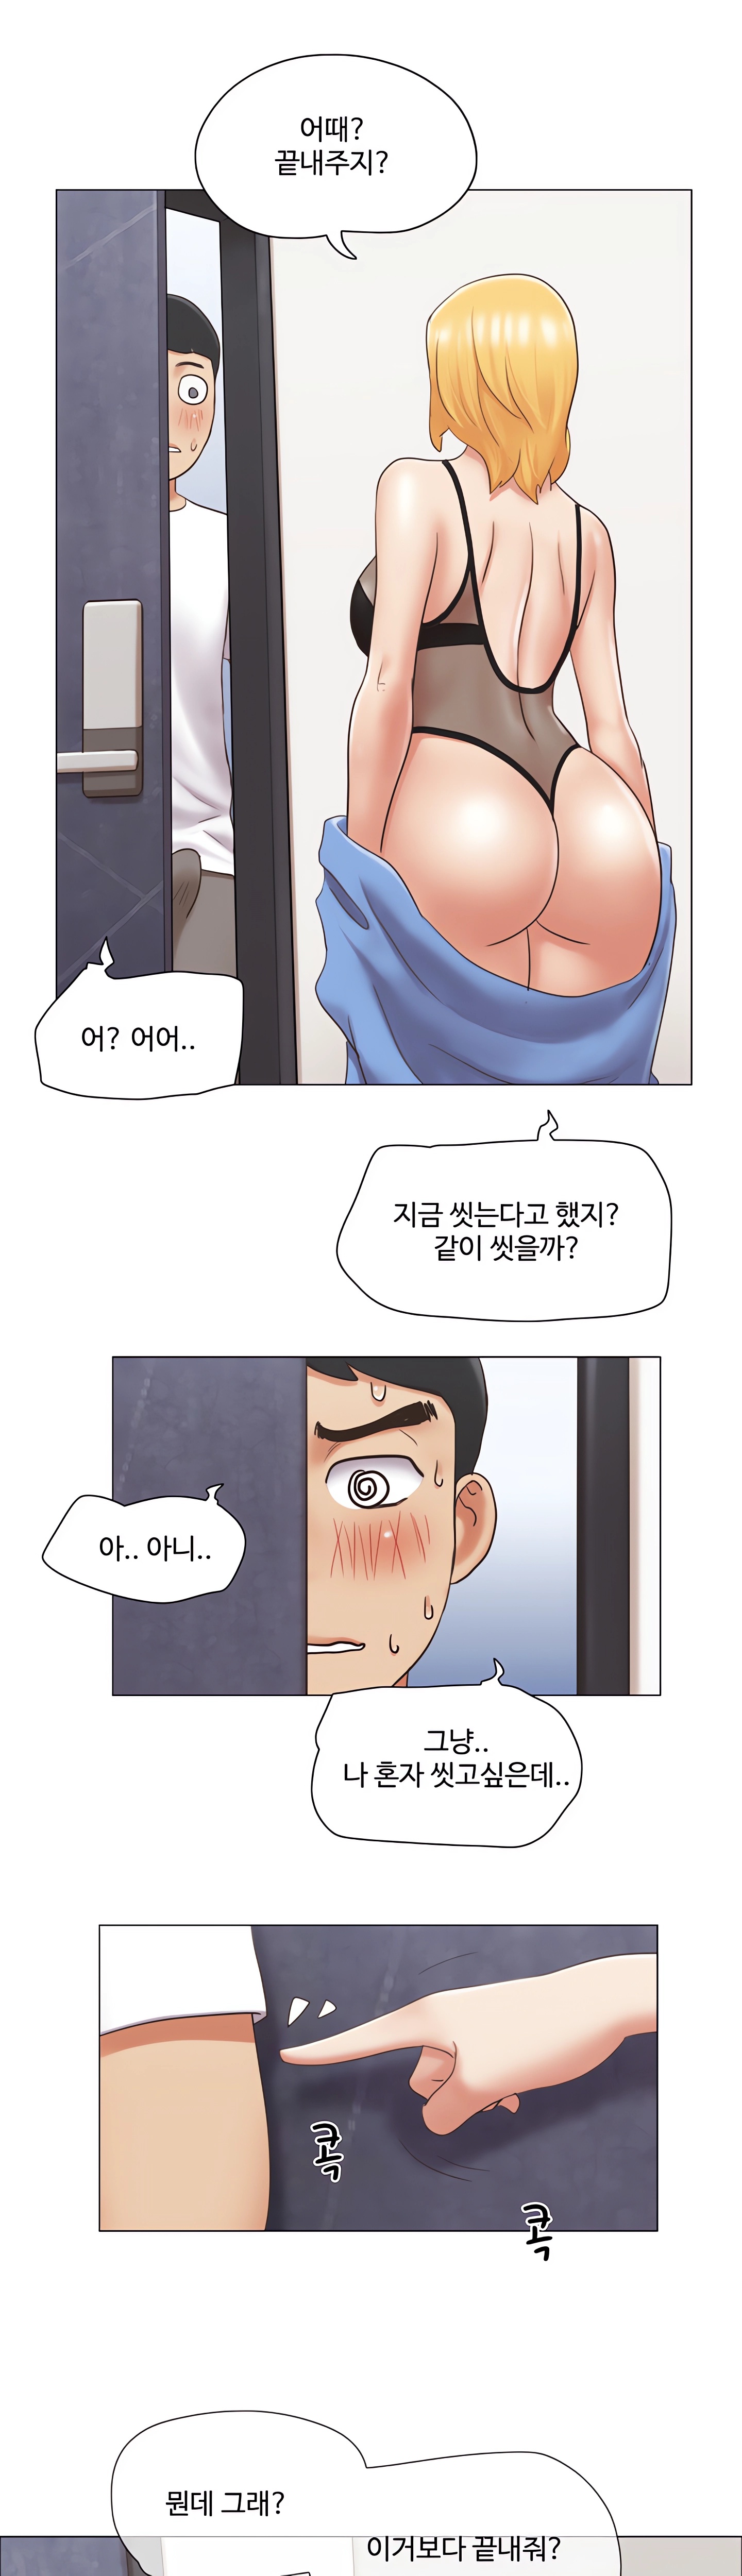 어때?
끝내주지?
어? 어어..
지금 씻는다고 했지?
같이 씻을까?
아.. 아니..
그냥..
나 혼자 씻고싶은데..
콕
콕
뭔데 그래?
이거보다 끝내줘?